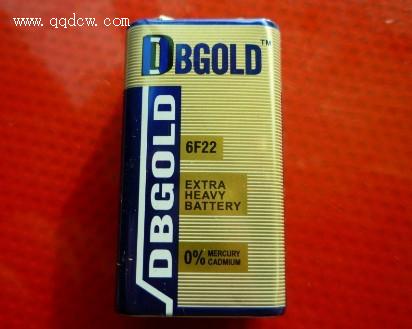 www.qqdcw.com
DBGOLD™
DBGOLD
6F22
EXTRA
HEAVY
BATTERY
0% MERCURY
CADMIUM